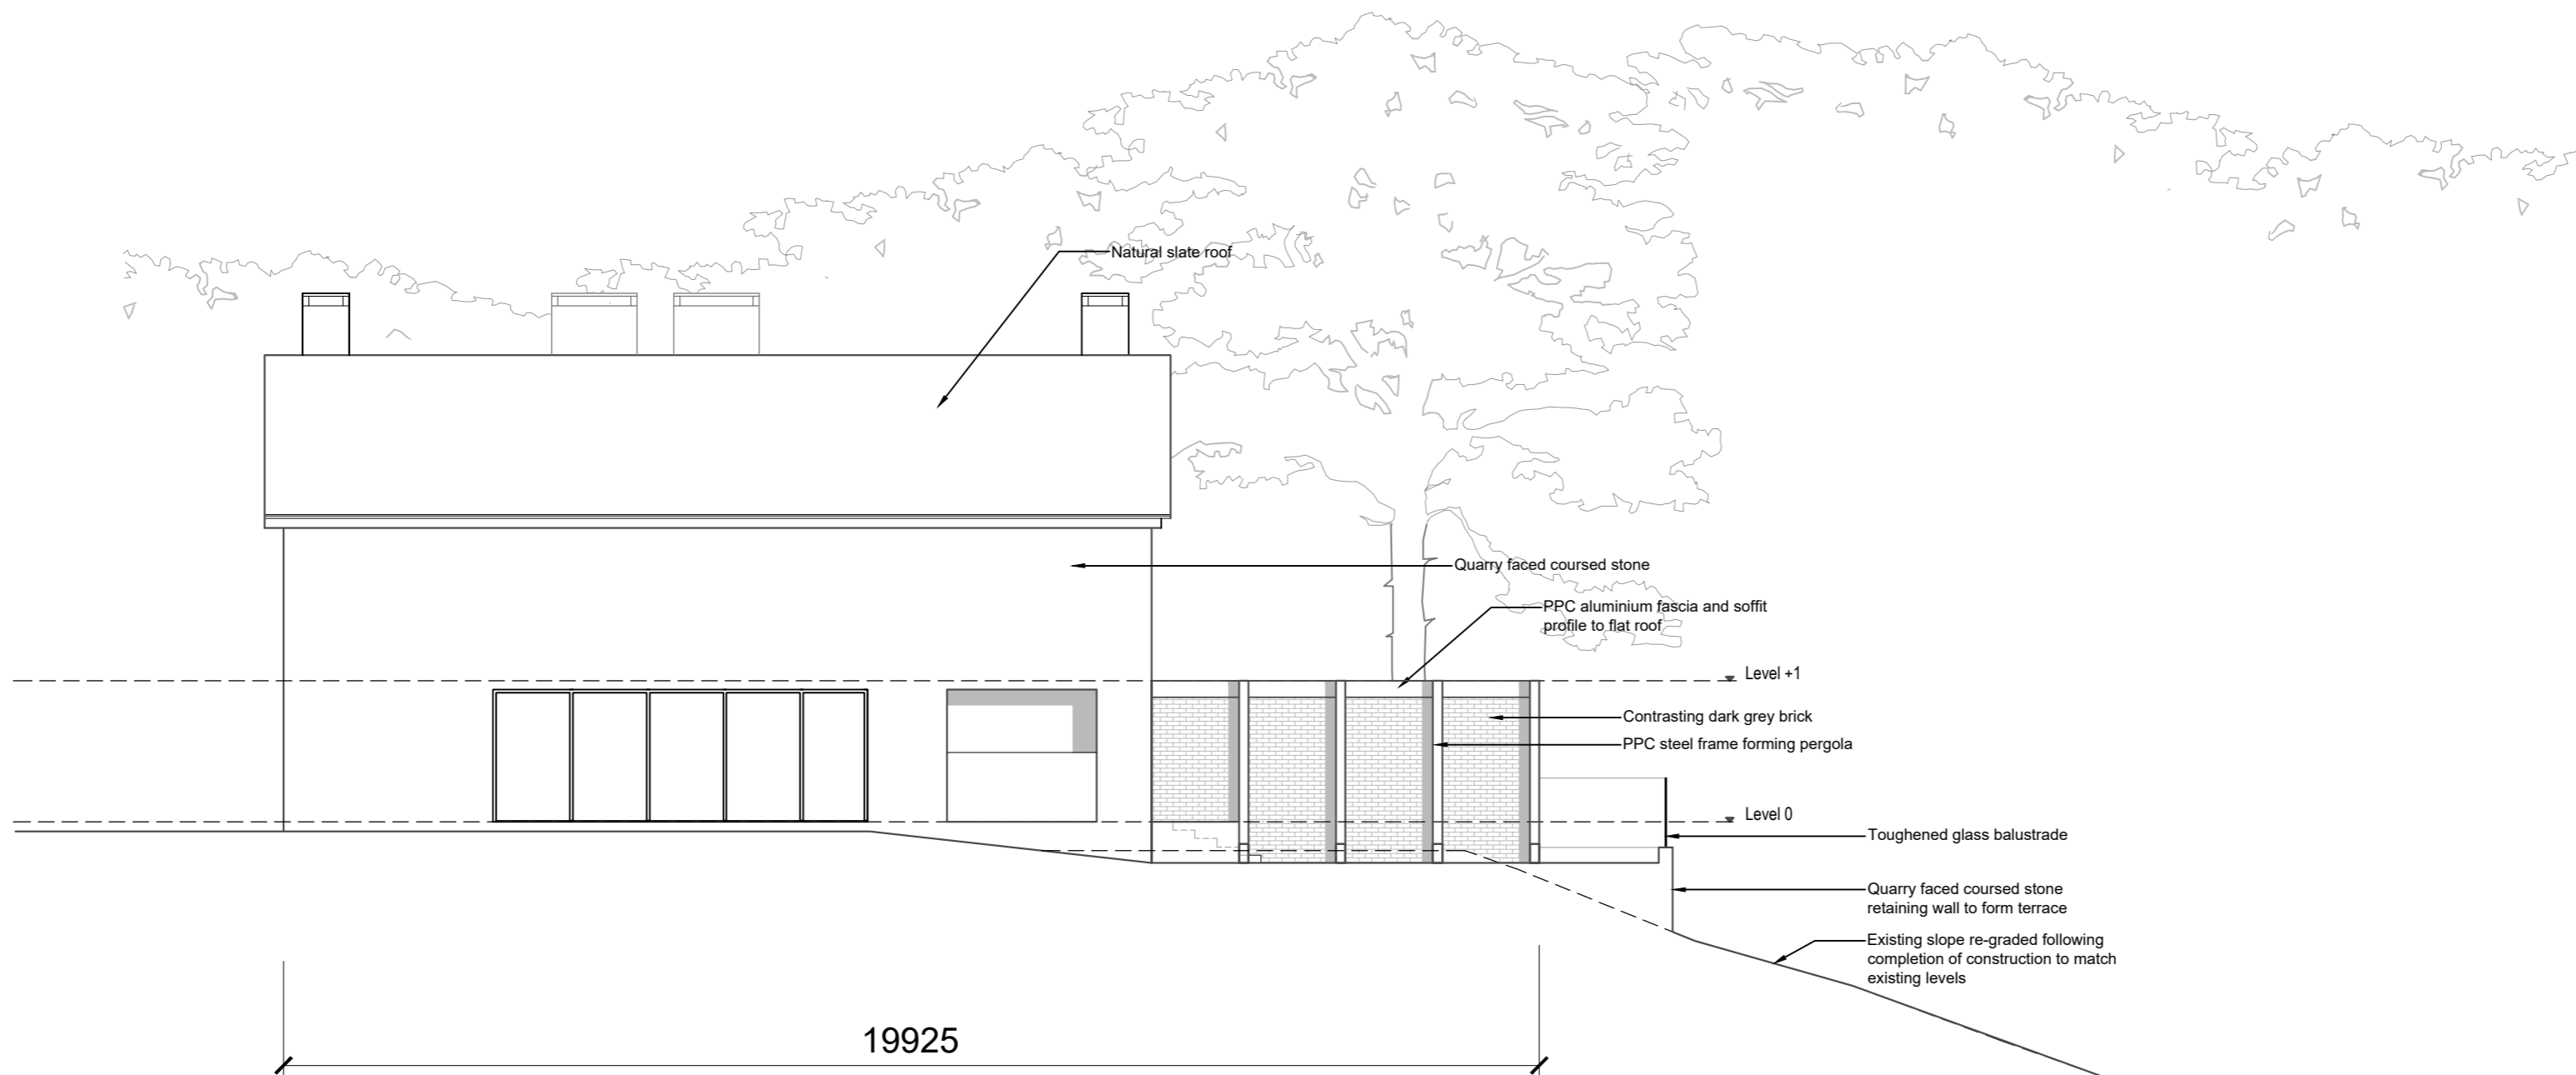 Natural slate roof
Quarry faced coursed stone
PPC aluminium fascia and soffit
profile to flat roof
Level +1
Contrasting dark grey brick
PPC steel frame forming pergola
Level 0
Toughened glass balustrade
Quarry faced coursed stone
retaining wall to form terrace
Existing slope re-graded following
completion of construction to match
existing levels
19925